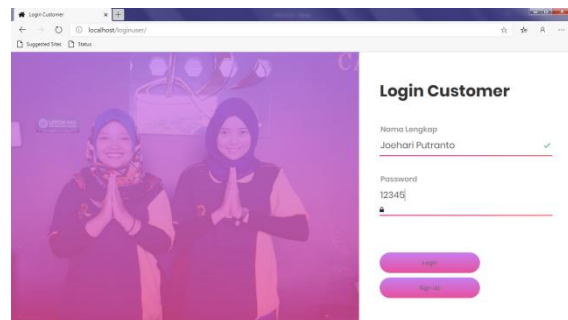 Login Customer
localhost/loginuser/
Suggested Sites
Status
Login Customer
Nama Lengkap
Joehari Putranto
Password
12345
Login
Sign Up